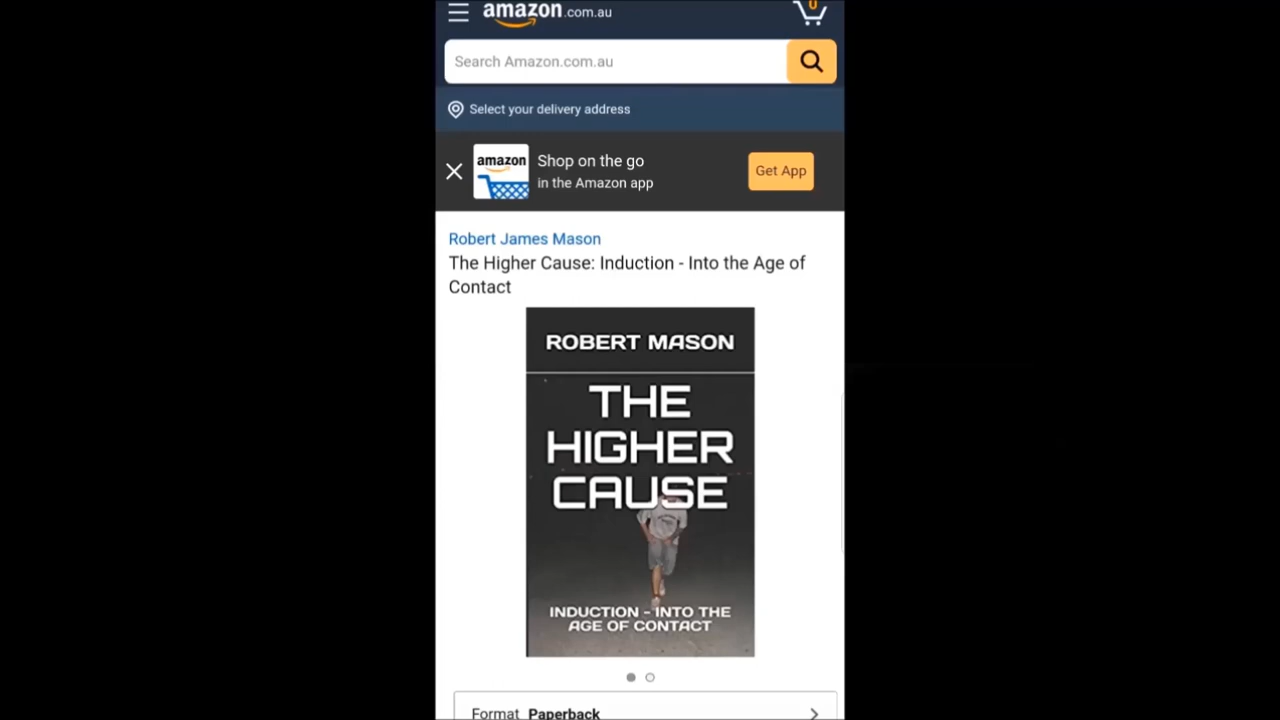 amazon.com.au
0
Search Amazon.com.au
Select your delivery address
amazon
Shop on the go
in the Amazon app
Get App
Robert James Mason
The Higher Cause: Induction - Into the Age of
Contact
ROBERT MASON
THE
HIGHER
CAUSE
INDUCTION - INTO THE
AGE OF CONTACT
Format Paperback